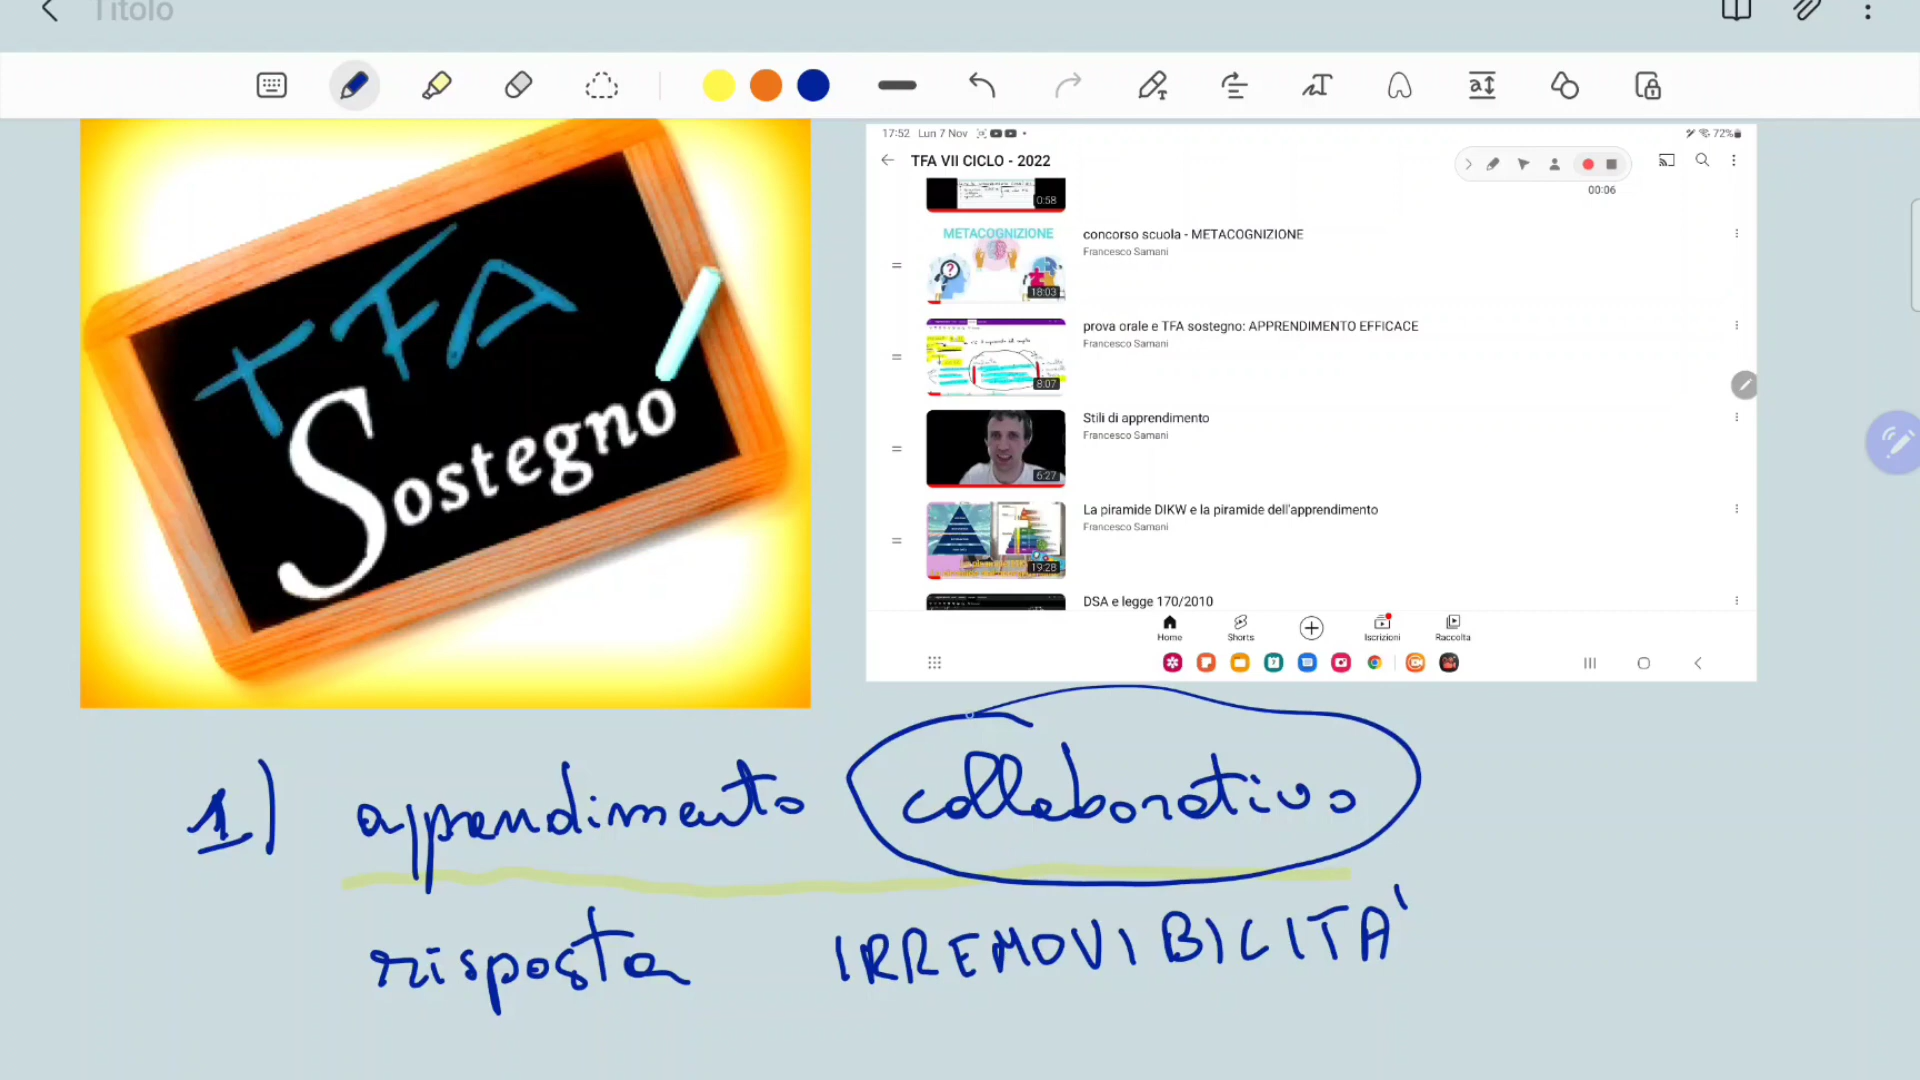 Titolo
TFA
Sostegno
17:52 Lun 7 Nov
72%
TFA VII CICLO - 2022
00:06
0:58
METACOGNIZIONE
18:03
concorso scuola - METACOGNIZIONE
Francesco Samani
8:07
prova orale e TFA sostegno: APPRENDIMENTO EFFICACE
Francesco Samani
6:27
Stili di apprendimento
Francesco Samani
19:28
La piramide DIKW e la piramide dell'apprendimento
Francesco Samani
DSA e legge 170/2010
Home Shorts Iscrizioni Raccolta
1) apprendimento collaborativo
risposta IRREMOVIBILITA'